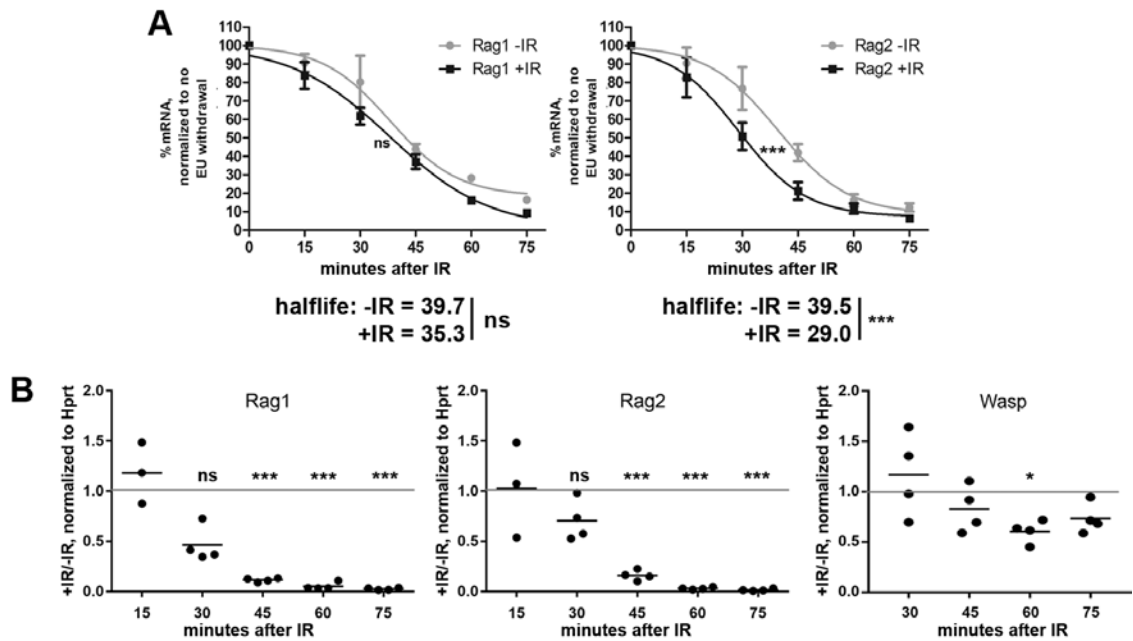 A
% mRNA,
normalized to no
EU withdrawal
110
100
90
80
70
60
50
40
30
20
10
0
Rag1 -IR
Rag1 +IR
ns
0 15 30 45 60 75
minutes after IR
halflife: -IR = 39.7
+IR = 35.3
ns
% mRNA,
normalized to no
EU withdrawal
110
100
90
80
70
60
50
40
30
20
10
0
Rag2 -IR
Rag2 +IR
***
0 15 30 45 60 75
minutes after IR
halflife: -IR = 39.5
+IR = 29.0
***
B
+IR/-IR, normalized to Hprt
2.0
1.5
1.0
0.5
0.0
Rag1
ns *** *** ***
15 30 45 60 75
minutes after IR
+IR/-IR, normalized to Hprt
2.0
1.5
1.0
0.5
0.0
Rag2
ns *** *** ***
15 30 45 60 75
minutes after IR
+IR/-IR, normalized to Hprt
2.0
1.5
1.0
0.5
0.0
Wasp
*
30 45 60 75
minutes after IR